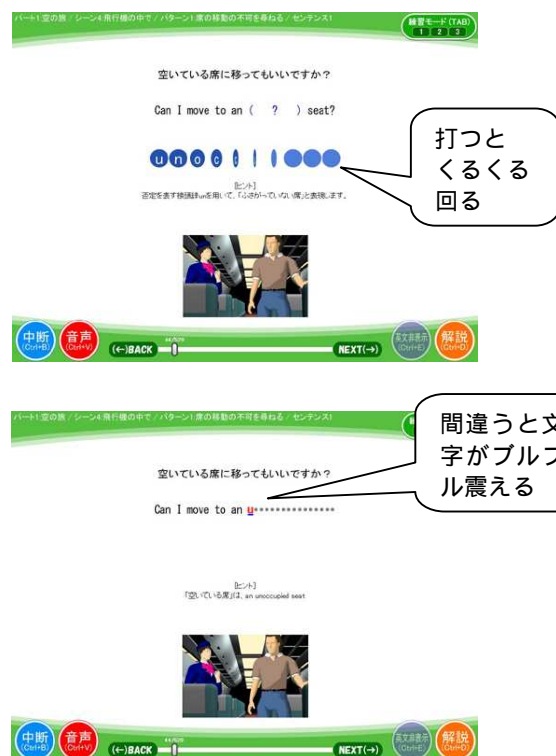 パート1:空の旅 / シーン4:飛行機の中で / パターン1:席の移動の不可を尋ねる / センテンス1
練習モード(TAB)
1 2 3
空いている席に移ってもいいですか?
Can I move to an ( ? ) seat?
u n o c c
打つと
くるくる
回る
[ヒント]
否定を表す接頭辞unを用いて、「ふさがっていない席」と表現します。
中断
(Ctrl+B)
音声
(Ctrl+V)
(←)BACK
NEXT(→)
英文非表示
(Ctrl+E)
解説
(Ctrl+D)
パート1:空の旅 / シーン4:飛行機の中で / パターン1:席の移動の不可を尋ねる / センテンス1
間違うと文
字がブルブ
ル震える
空いている席に移ってもいいですか?
Can I move to an u***************
[ヒント]
「空いている席」は、an unoccupied seat
中断
(Ctrl+B)
音声
(Ctrl+V)
(←)BACK
NEXT(→)
英文非表示
(Ctrl+E)
解説
(Ctrl+D)